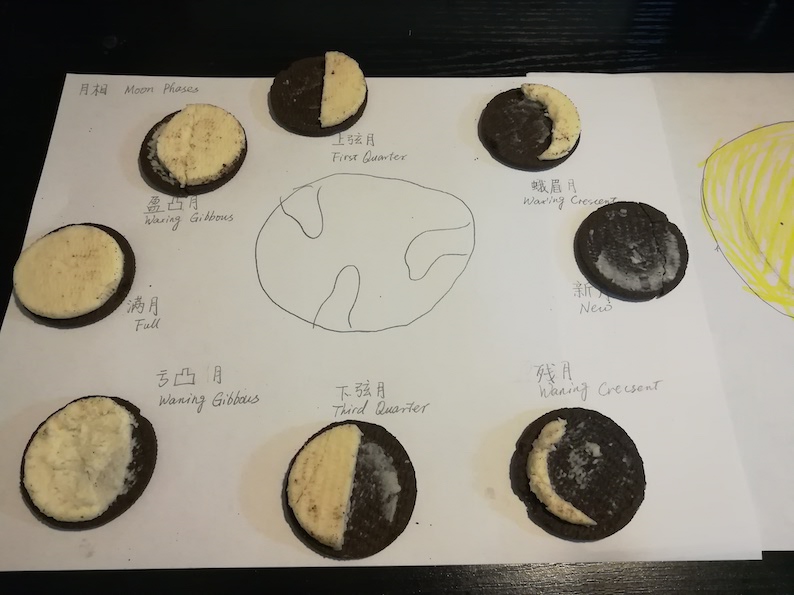 月相 Moon Phases
上弦月
First Quarter
蛾眉月
Waxing Crescent
盈凸月
Waxing Gibbous
新月
New
满月
Full
亏凸月
Waning Gibbous
下弦月
Third Quarter
残月
Waning Crecsent